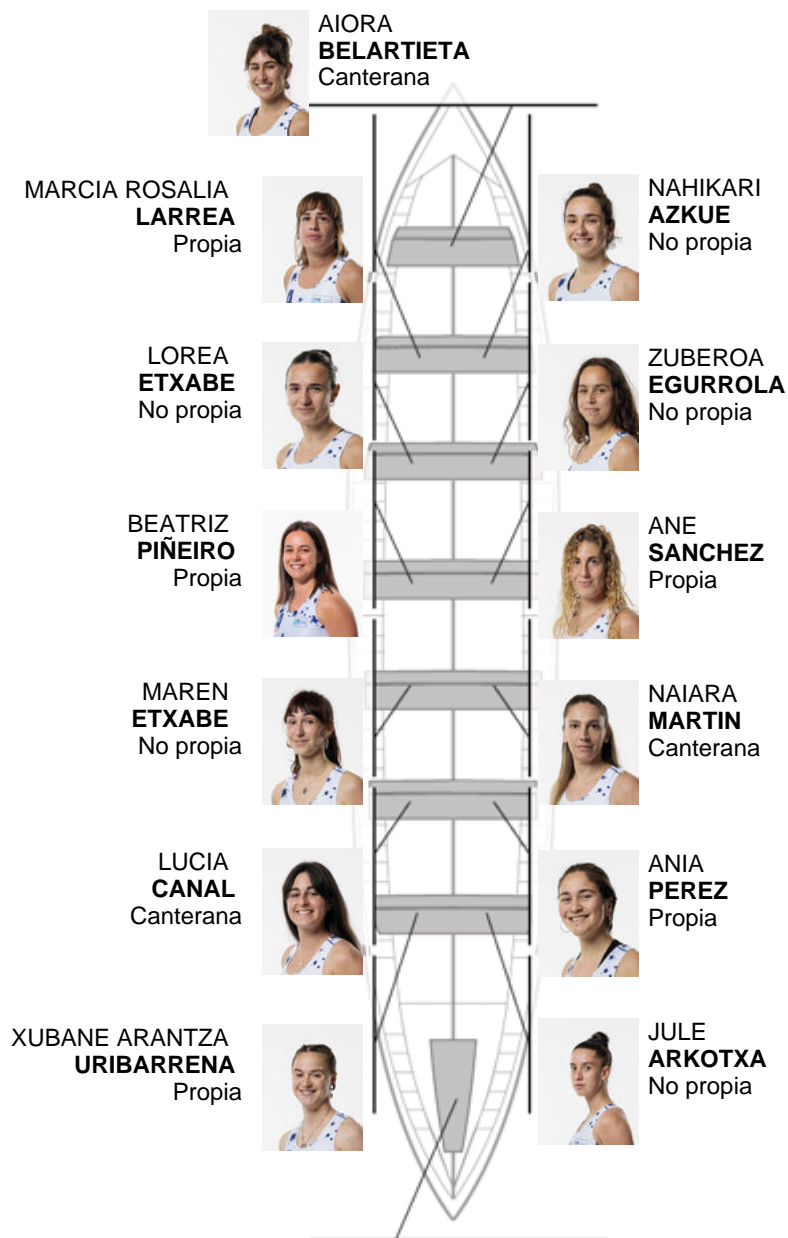 AIORA
BELARTIETA
Canterana
MARCIA ROSALIA
LARREA
Propia
NAHIKARI
AZKUE
No propia
LOREA
ETXABE
No propia
ZUBEROA
EGURROLA
No propia
BEATRIZ
PIÑEIRO
Propia
ANE
SANCHEZ
Propia
MAREN
ETXABE
No propia
NAIARA
MARTIN
Canterana
LUCIA
CANAL
Canterana
ANIA
PEREZ
Propia
XUBANE ARANTZA
URIBARRENA
Propia
JULE
ARKOTXA
No propia